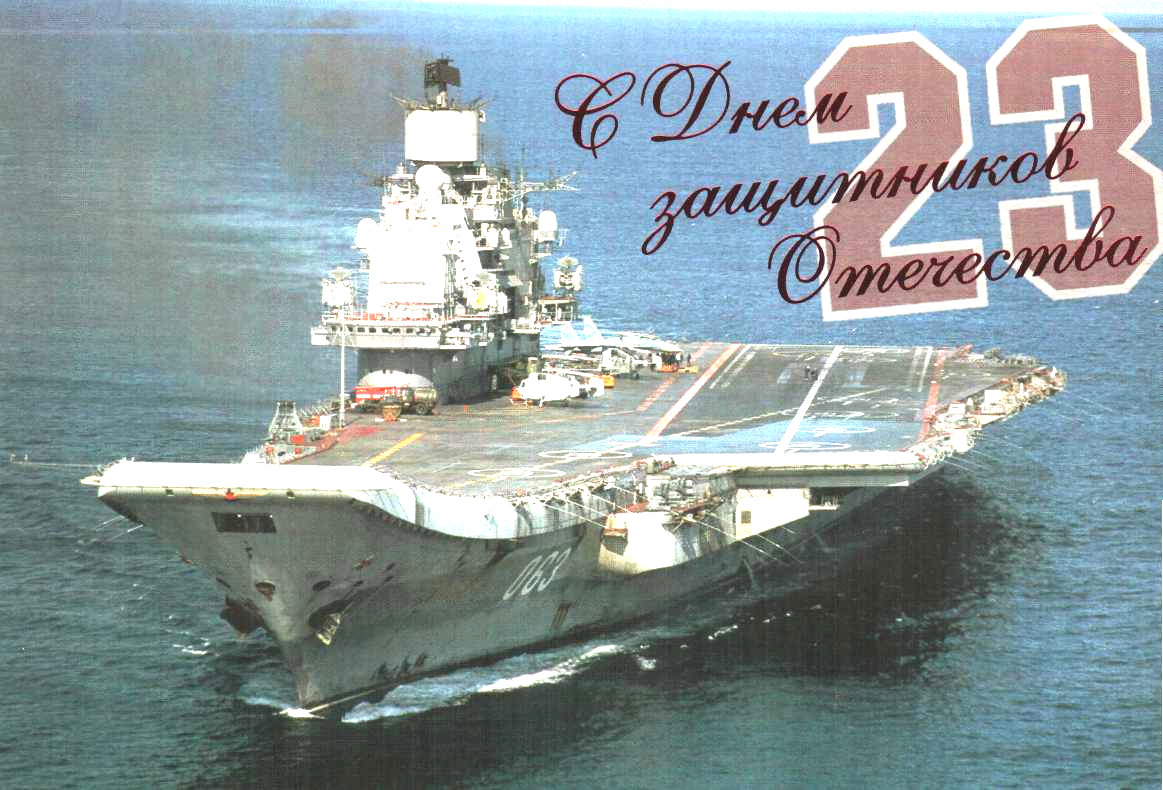 23
С Днем
защитников
Отечества
063